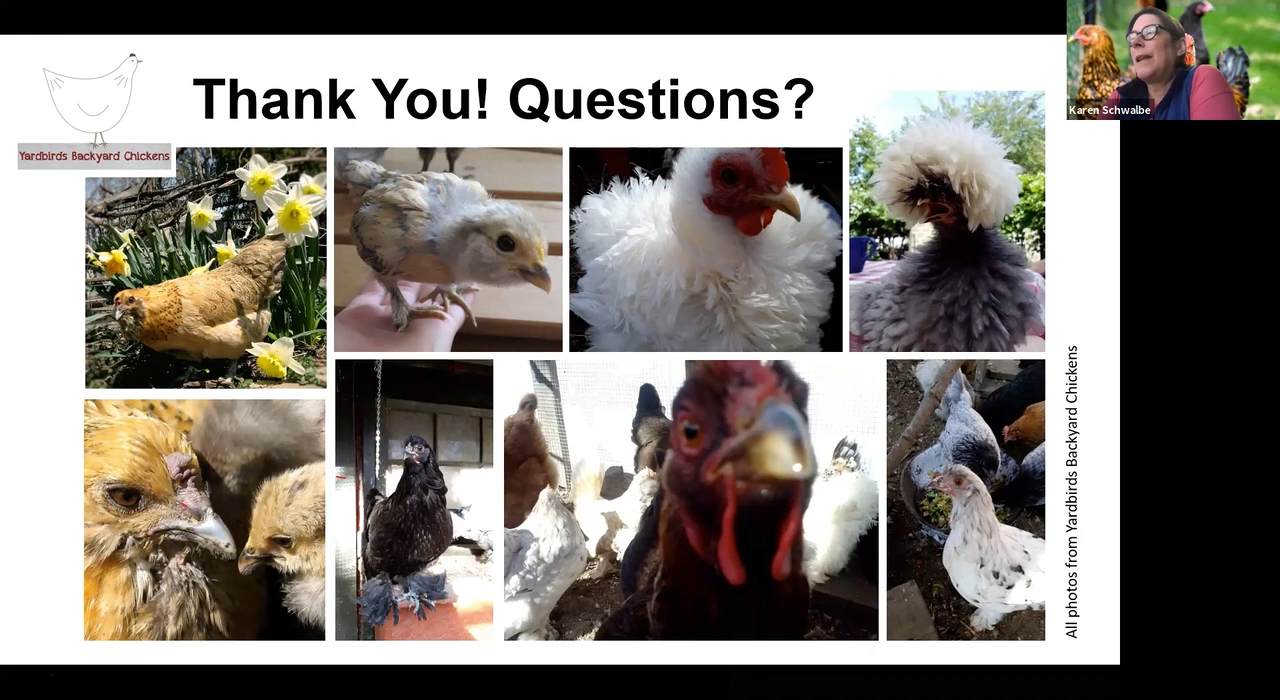 Thank You! Questions?
Yardbirds Backyard Chickens
Karen Schwalbe
All photos from Yardbirds Backyard Chickens